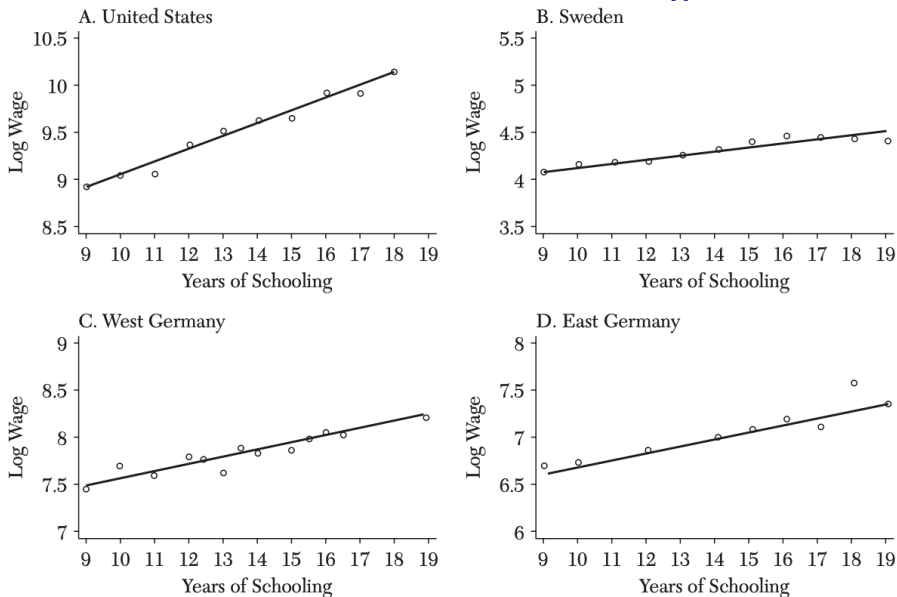 A. United States
10.5
10
9.5
9
8.5
Log Wage
9 10 11 12 13 14 15 16 17 18 19
Years of Schooling
B. Sweden
5.5
5
4.5
4
3.5
Log Wage
9 10 11 12 13 14 15 16 17 18 19
Years of Schooling
C. West Germany
9
8.5
8
7.5
7
Log Wage
9 10 11 12 13 14 15 16 17 18 19
Years of Schooling
D. East Germany
8
7.5
7
6.5
6
Log Wage
9 10 11 12 13 14 15 16 17 18 19
Years of Schooling